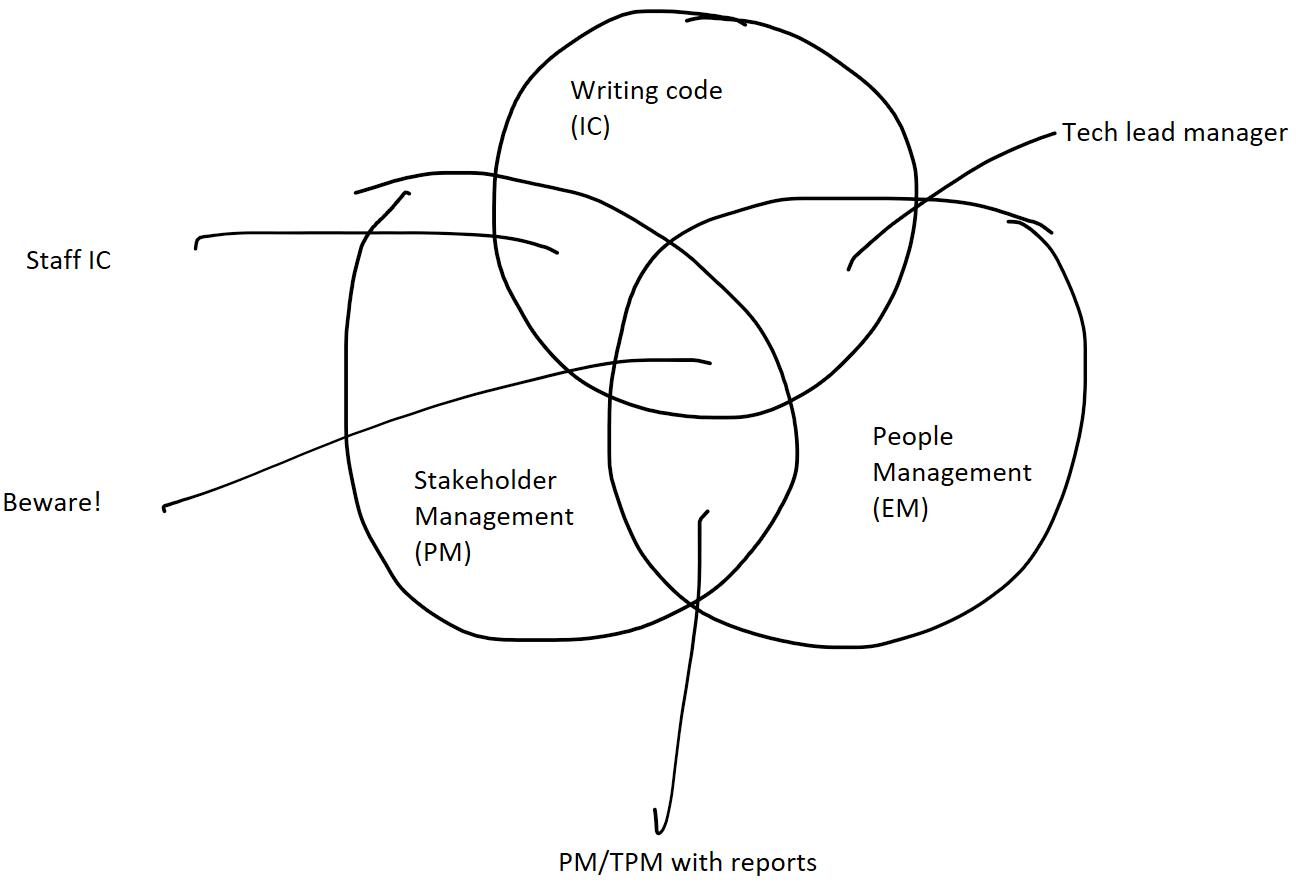 Writing code
(IC)
Tech lead manager
Staff IC
People
Management
(EM)
Stakeholder
Management
(PM)
Beware!
PM/TPM with reports